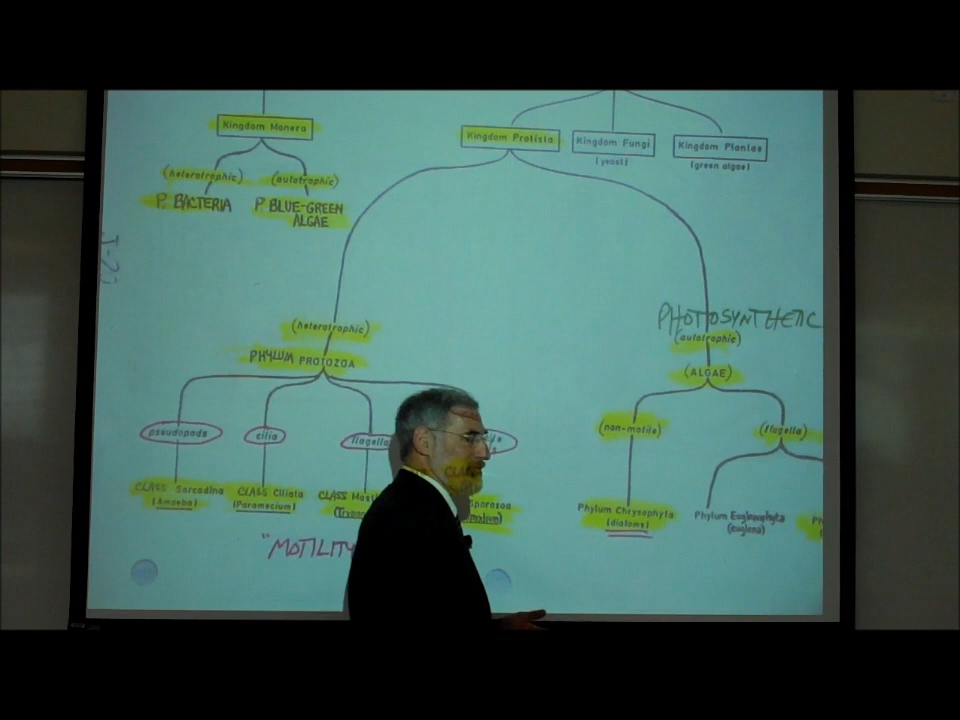 Kingdom Monera
(heterotrophic)
(autotrophic)
P. BACTERIA
P. BLUE-GREEN
ALGAE
Kingdom Protista
Kingdom Fungi
(yeast)
Kingdom Plantae
(green algae)
(heterotrophic)
PHYLUM PROTOZOA
pseudopods
cilia
flagella
CLASS Sarcodina
(Amoeba)
CLASS Ciliata
(Paramecium)
CLASS
"MOTILITY
PHOTOSYNTHETIC
(autotrophic)
(ALGAE)
(non-motile)
(flagella)
Phylum Chrysophyta
(diatoms)
Phylum Euglenophyta
(euglena)